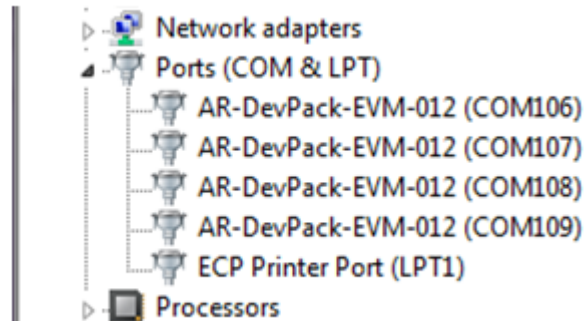 Network adapters
Ports (COM & LPT)
AR-DevPack-EVM-012 (COM106)
AR-DevPack-EVM-012 (COM107)
AR-DevPack-EVM-012 (COM108)
AR-DevPack-EVM-012 (COM109)
ECP Printer Port (LPT1)
Processors